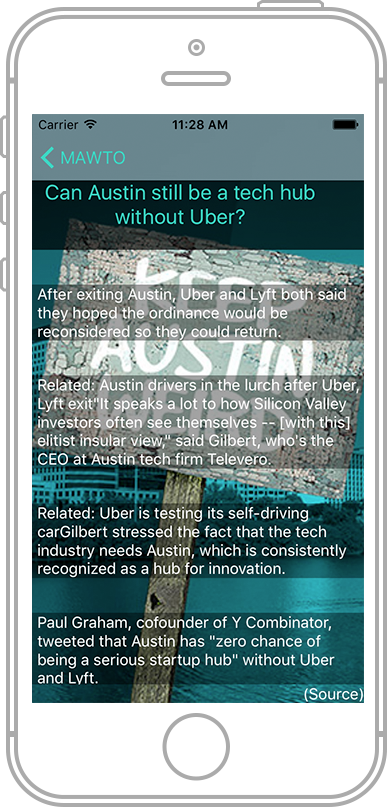 Carrier 11:28 AM
MAWTO
Can Austin still be a tech hub
without Uber?
KEEP
AUSTIN
After exiting Austin, Uber and Lyft both said
they hoped the ordinance would be
reconsidered so they could return.
Related: Austin drivers in the lurch after Uber,
Lyft exit"It speaks a lot to how Silicon Valley
investors often see themselves -- [with this]
elitist insular view," said Gilbert, who's the
CEO at Austin tech firm Televero.
Related: Uber is testing its self-driving
carGilbert stressed the fact that the tech
industry needs Austin, which is consistently
recognized as a hub for innovation.
Paul Graham, cofounder of Y Combinator,
tweeted that Austin has "zero chance of
being a serious startup hub" without Uber
and Lyft.
(Source)